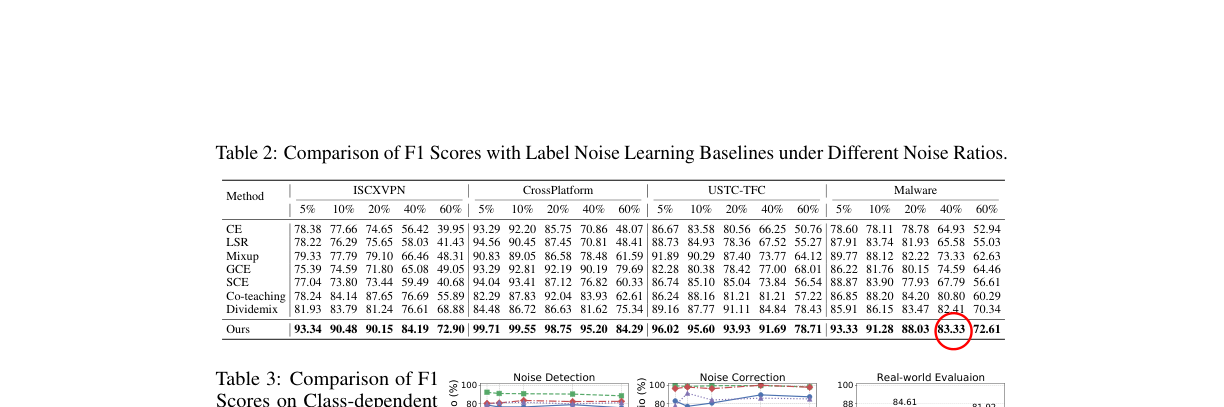 Table 2: Comparison of F1 Scores with Label Noise Learning Baselines under Different Noise Ratios.
Method ISCXVPN CrossPlatform USTC-TFC Malware
5% 10% 20% 40% 60% 5% 10% 20% 40% 60% 5% 10% 20% 40% 60% 5% 10% 20% 40% 60%
CE 78.38 77.66 74.65 56.42 39.95 93.29 92.20 85.75 70.86 48.07 86.67 83.58 80.56 66.25 50.76 78.60 78.11 78.78 64.93 52.94
LSR 78.22 76.29 75.65 58.03 41.43 94.56 90.45 87.45 70.81 48.41 88.73 84.93 78.36 67.52 55.27 87.91 83.74 81.93 65.58 55.03
Mixup 79.33 77.79 79.10 66.46 48.31 90.83 89.05 86.58 78.48 61.59 91.89 90.29 87.40 73.77 64.12 89.77 88.12 82.22 73.33 62.63
GCE 75.39 74.59 71.80 65.08 49.05 93.29 92.81 92.19 90.19 79.69 82.28 80.38 78.42 77.00 68.01 86.22 81.76 80.15 74.59 64.46
SCE 77.04 73.80 73.44 59.49 40.68 94.04 93.41 87.12 76.82 60.33 86.74 85.10 85.04 73.84 56.54 88.87 83.90 77.93 67.79 56.61
Co-teaching 78.24 84.14 87.65 76.69 55.89 82.29 87.83 92.04 83.93 62.61 86.24 88.16 81.21 81.21 57.22 86.85 88.20 84.20 80.80 60.29
Dividemix 81.93 83.79 81.24 76.61 68.88 84.48 86.72 86.63 81.62 75.34 89.16 87.77 91.11 84.84 78.43 85.91 86.15 83.47 82.41 70.34
Ours 93.34 90.48 90.15 84.19 72.90 99.71 99.55 98.75 95.20 84.29 96.02 95.60 93.93 91.69 78.71 93.33 91.28 88.03 83.33 72.61
Table 3: Comparison of F1
Scores on Class-dependent
Noise Detection
100
80
Noise Correction
100
80
Real-world Evaluaion
100
88
84.61